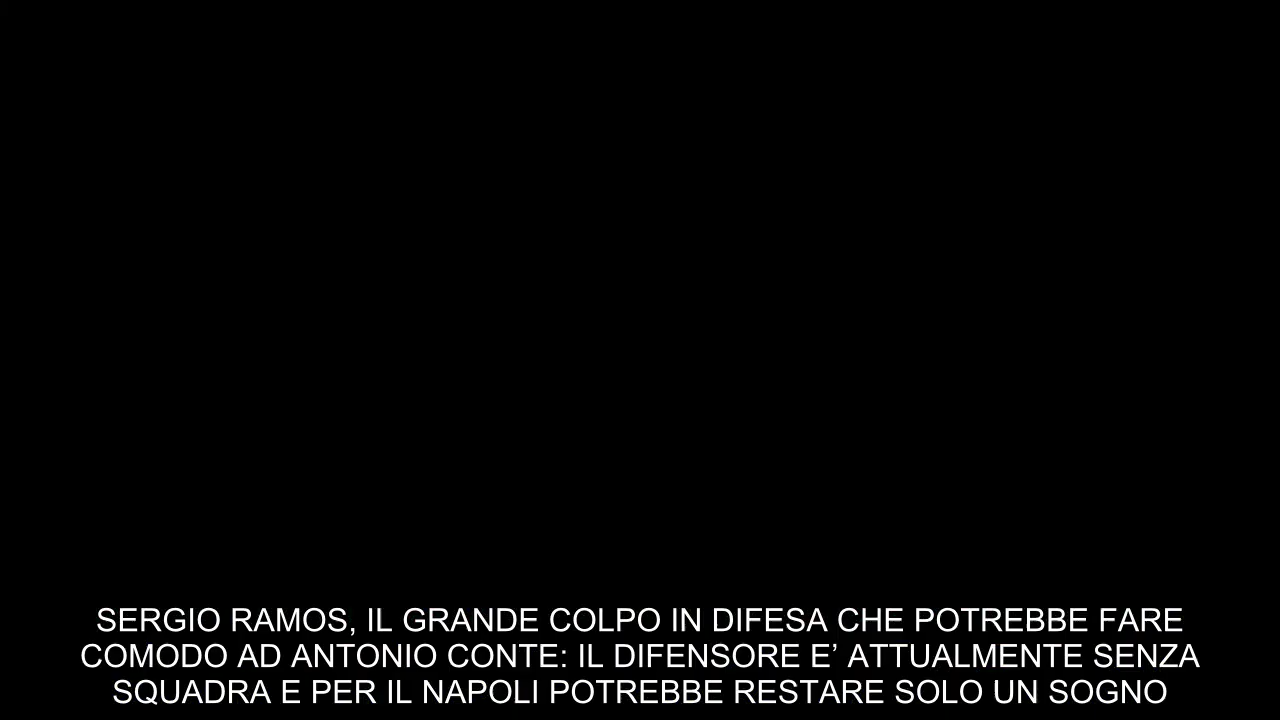 SERGIO RAMOS, IL GRANDE COLPO IN DIFESA CHE POTREBBE FARE
COMODO AD ANTONIO CONTE: IL DIFENSORE E’ ATTUALMENTE SENZA
SQUADRA E PER IL NAPOLI POTREBBE RESTARE SOLO UN SOGNO